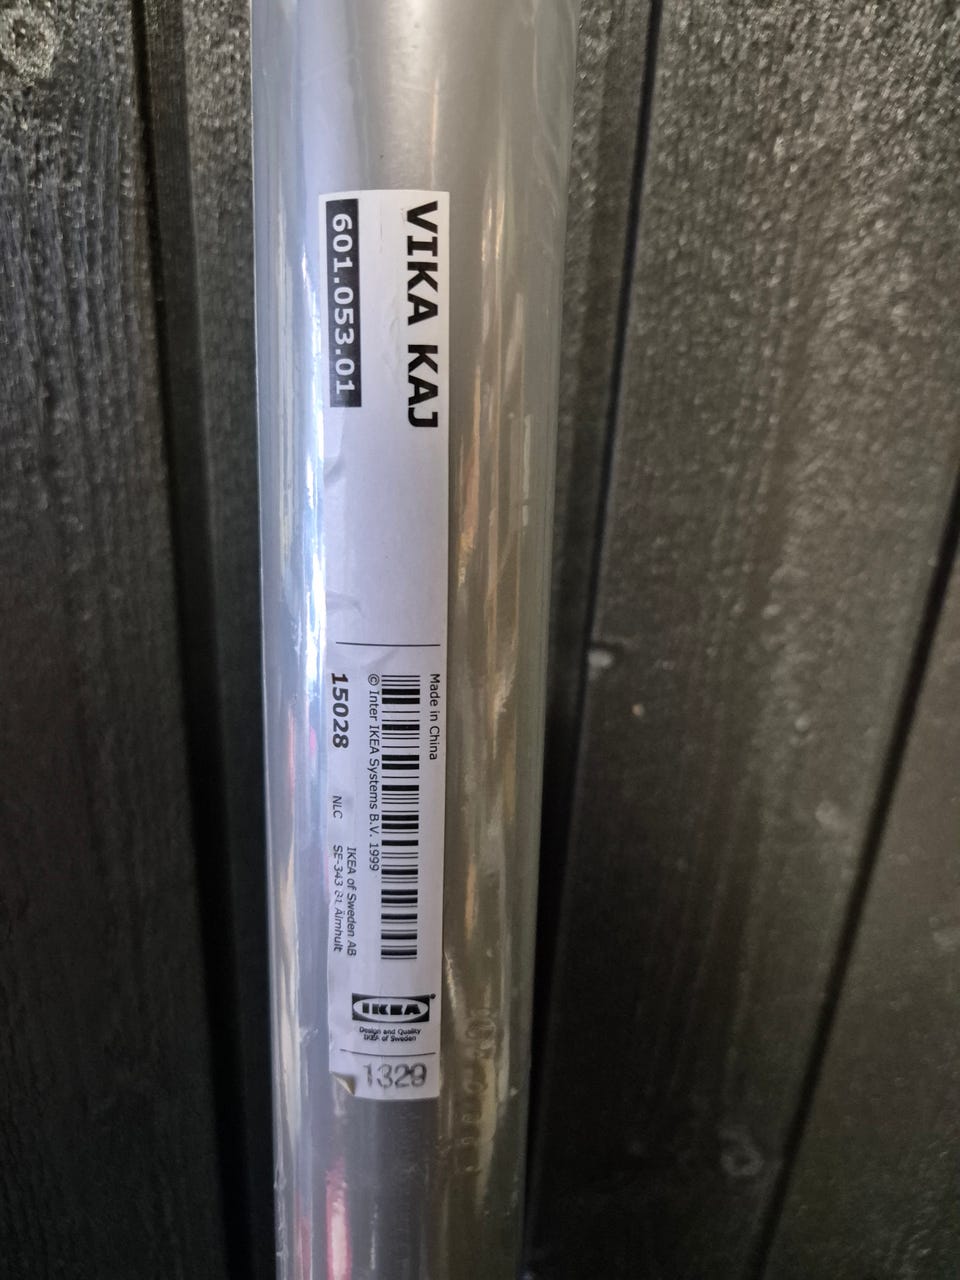 VIKA KAJ
601.053.01
Made in China
© Inter IKEA Systems B.V. 1999
15028
NLC
IKEA of Sweden AB
SE-343 81 Älmhult
IKEA®
Design and Quality
IKEA of Sweden
1329